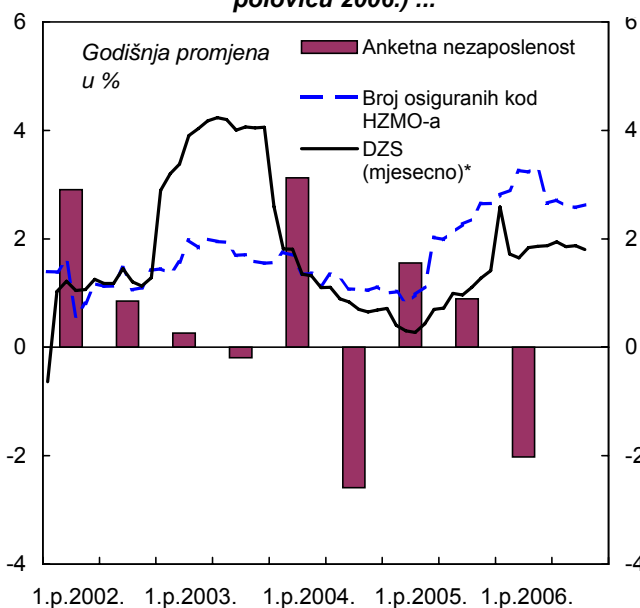 polovicu 2006.) ...
6
6
Godišnja promjena
u %
Anketna nezaposlenost
Broj osiguranih kod
HZMO-a
DZS
(mjesecno)*
4
4
2
2
0
0
-2
-2
-4
-4
1.p.2002.
1.p.2003.
1.p.2004.
1.p.2005.
1.p.2006.